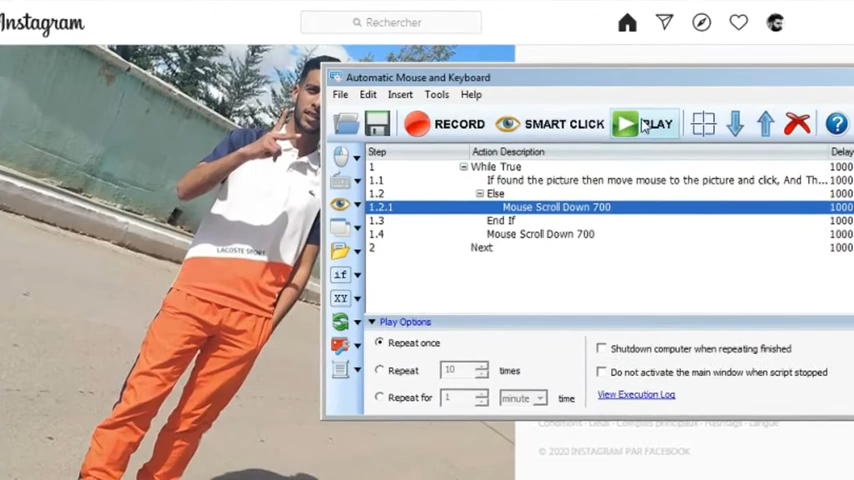 Instagram
Rechercher
Automatic Mouse and Keyboard
File Edit Insert Tools Help
RECORD SMART CLICK PLAY
Step Action Description Delay
1 While True 1000
1.1 If found the picture then move mouse to the picture and click, And Th... 1000
1.2 Else 1000
1.2.1 Mouse Scroll Down 700 1000
1.3 End If 1000
1.4 Mouse Scroll Down 700 1000
2 Next 1000
if
XY
LACOSTE SPORT
Play Options
Repeat once
Repeat 10 times
Repeat for 1 minute time
Shutdown computer when repeating finished
Do not activate the main window when script stopped
View Execution Log
Conditions · Lieux · Comptes principaux · Hashtags · Langue
© 2020 INSTAGRAM PAR FACEBOOK